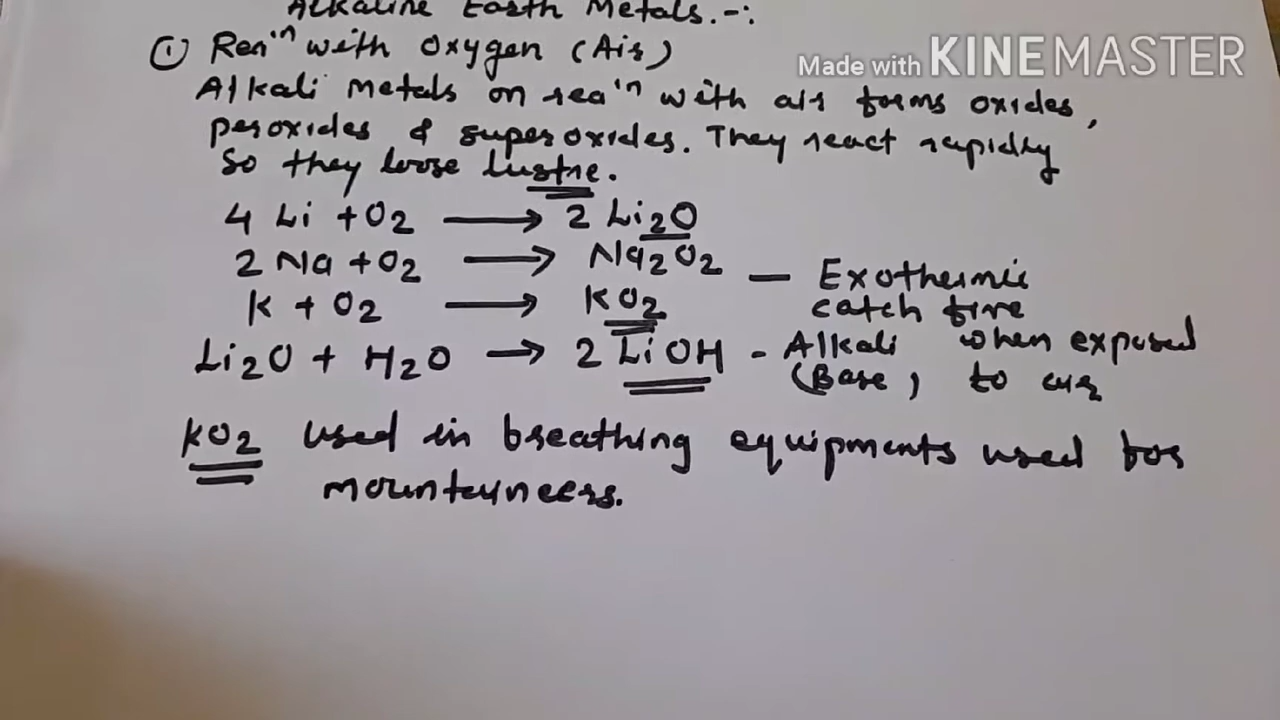 Alkaline Earth Metals.-:
Made with KINEMASTER
① Rea'n with Oxygen (Air)
Alkali Metals on rea'n with air forms oxides,
peroxides & superoxides. They react rapidly
So they loose lustre.
4 Li + O2 → 2 Li2O
2 Na + O2 → Na2O2 — Exothermic
K + O2 → KO2 catch fire
Li2O + H2O → 2 LiOH - Alkali when exposed
(Base) to air
KO2 used in breathing equipments used for
mountayneers.